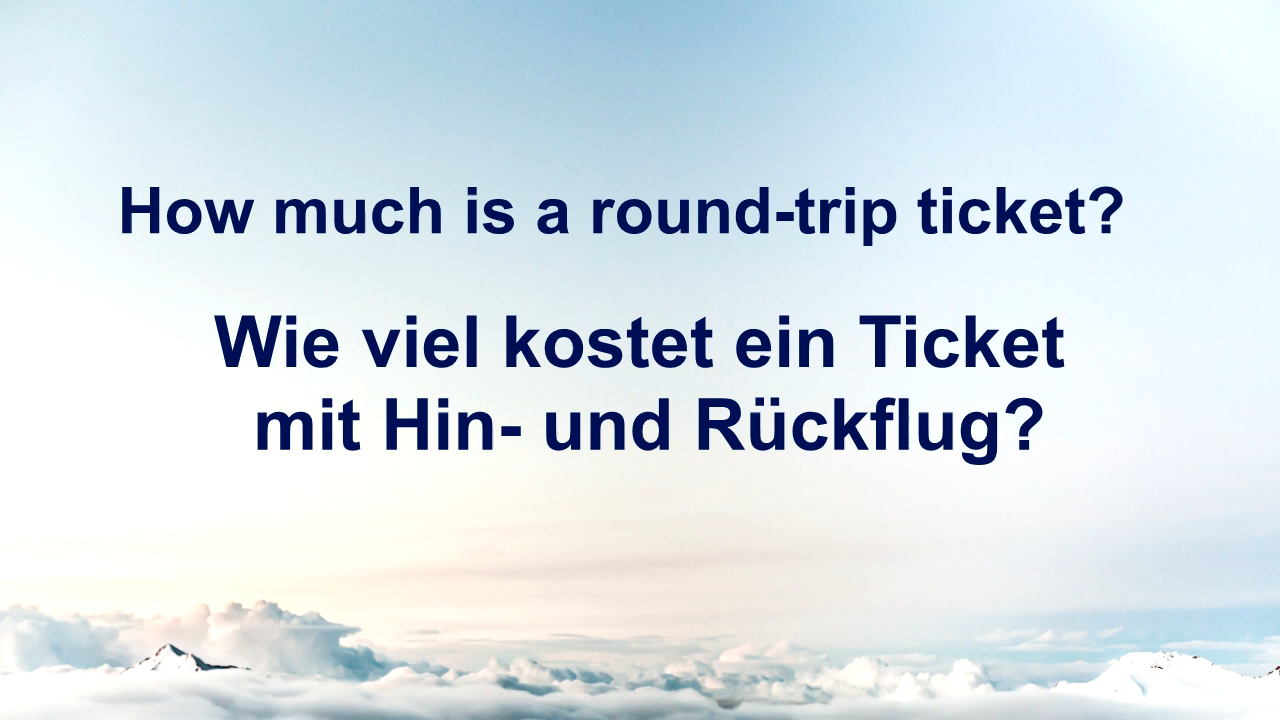 How much is a round-trip ticket?
Wie viel kostet ein Ticket
mit Hin- und Rückflug?